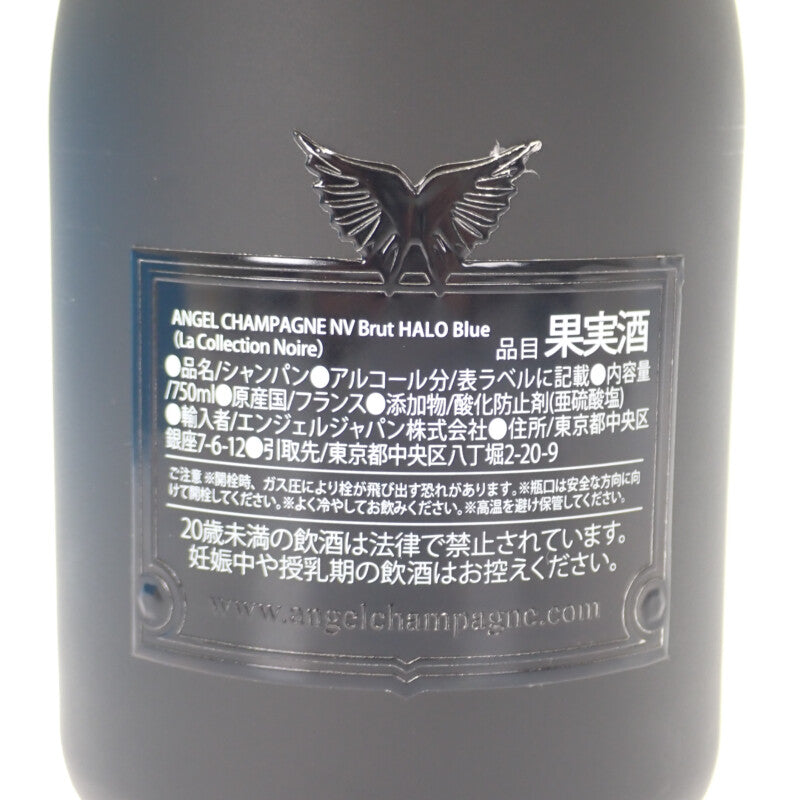 ANGEL CHAMPAGNE NV Brut HALO Blue
（La Collection Noire）
品目 果実酒
●品名/シャンパン●アルコール分/表ラベルに記載●内容量
/750ml●原産国/フランス●添加物/酸化防止剤(亜硫酸塩)
●輸入者/エンジェルジャパン株式会社●住所/東京都中央区
銀座7-6-12●引取先/東京都中央区八丁堀2-20-9
ご注意 ※開栓時、ガス圧により栓が飛び出す恐れがあります。※瓶口は安全な方向に向
けて開栓してください。※よく冷やしてお飲みください。※高温を避け保管してください。
20歳未満の飲酒は法律で禁止されています。
妊娠中や授乳期の飲酒はお控えください。
www.angelchampagne.com